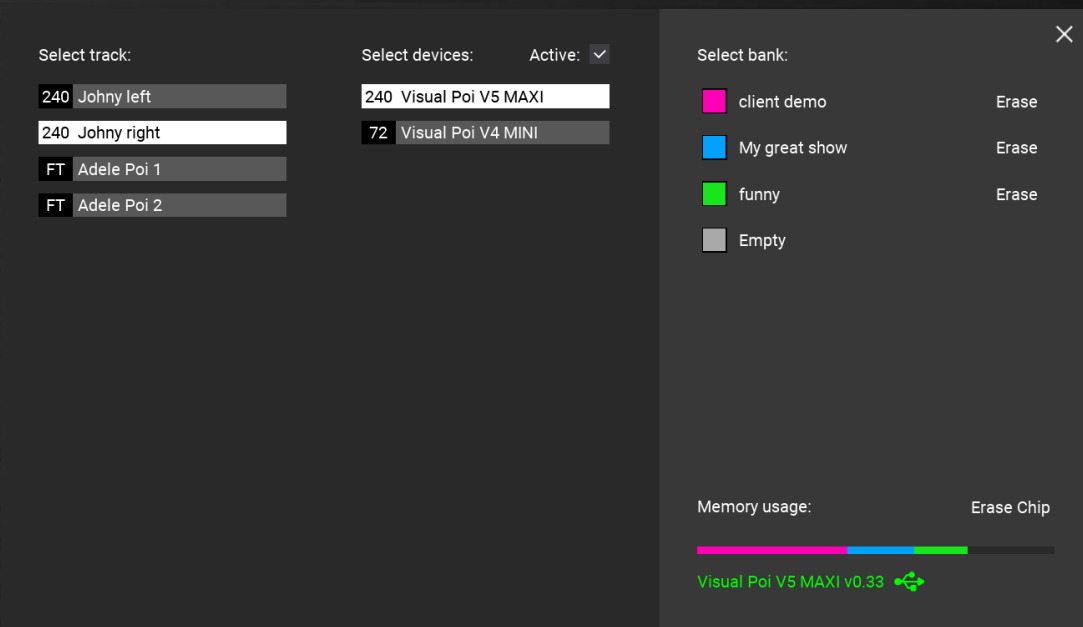 Select track:
240 Johny left
240 Johny right
FT Adele Poi 1
FT Adele Poi 2
Select devices: Active:
240 Visual Poi V5 MAXI
72 Visual Poi V4 MINI
Select bank:
client demo Erase
My great show Erase
funny Erase
Empty
Memory usage: Erase Chip
Visual Poi V5 MAXI v0.33